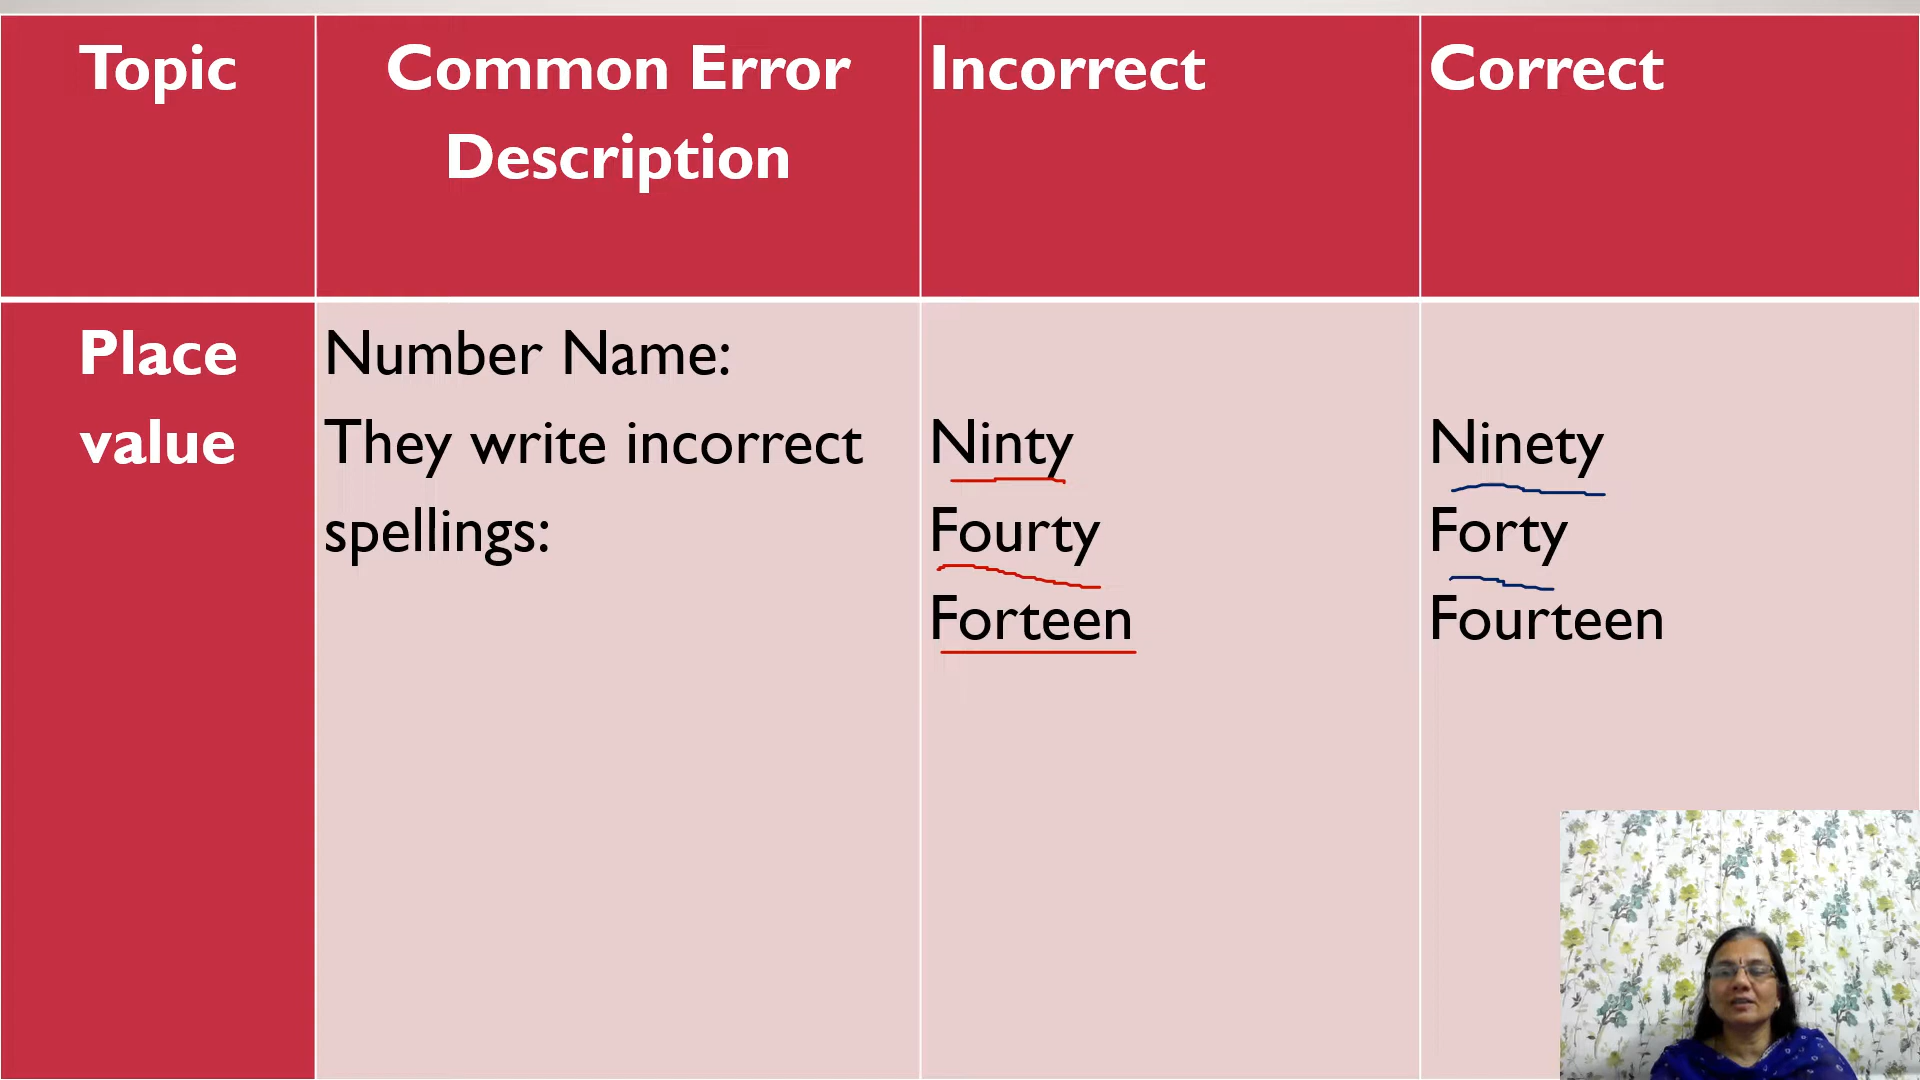 Topic
Common Error
Description
Incorrect
Correct
Place
value
Number Name:
They write incorrect
spellings:
Ninty
Fourty
Forteen
Ninety
Forty
Fourteen